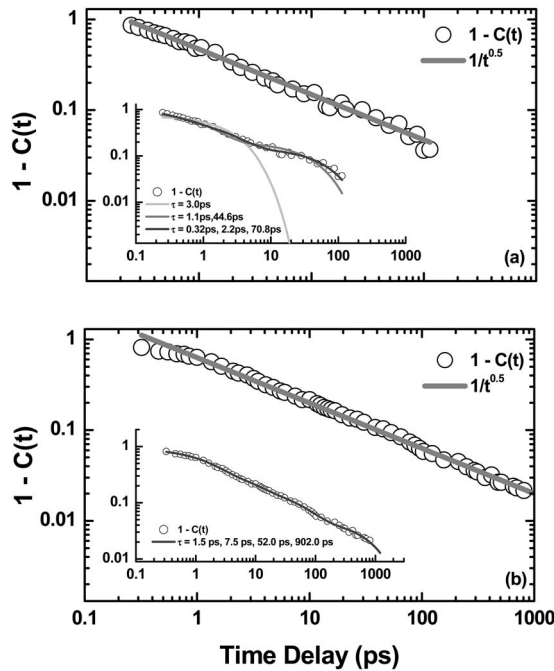 1
0.1
0.01
1 - C(t)
1 - C(t)
1/t^0.5
1
0.1
0.01
1 - C(t)
τ = 3.0ps
τ = 1.1ps,44.6ps
τ = 0.32ps, 2.2ps, 70.8ps
0.1 1 10 100 1000
(a)
1
0.1
0.01
1 - C(t)
1 - C(t)
1/t^0.5
1
0.1
0.01
1 - C(t)
τ = 1.5 ps, 7.5 ps, 52.0 ps, 902.0 ps
0.1 1 10 100 1000
(b)
0.1 1 10 100 1000
Time Delay (ps)